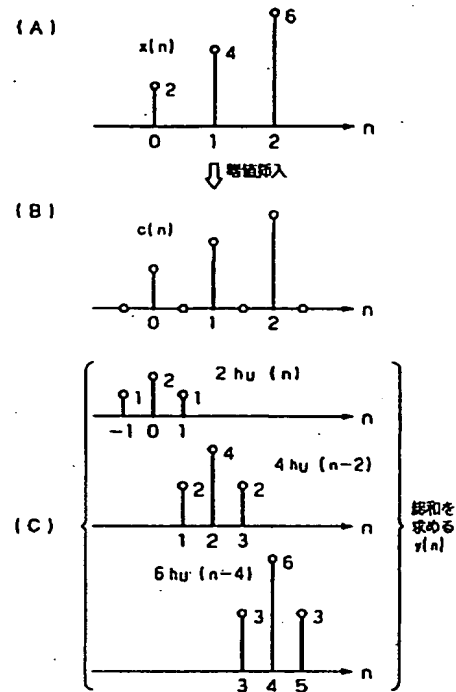 (A)
x(n)
2 4 6
0 1 2 n
零値挿入
(B)
c(n)
0 1 2 n
(C)
2 hu (n)
1 2 1
-1 0 1 n
4 hu (n-2)
2 4 2
1 2 3 n
6 hu (n-4)
3 6 3
3 4 5 n
総和を
求める
y(n)